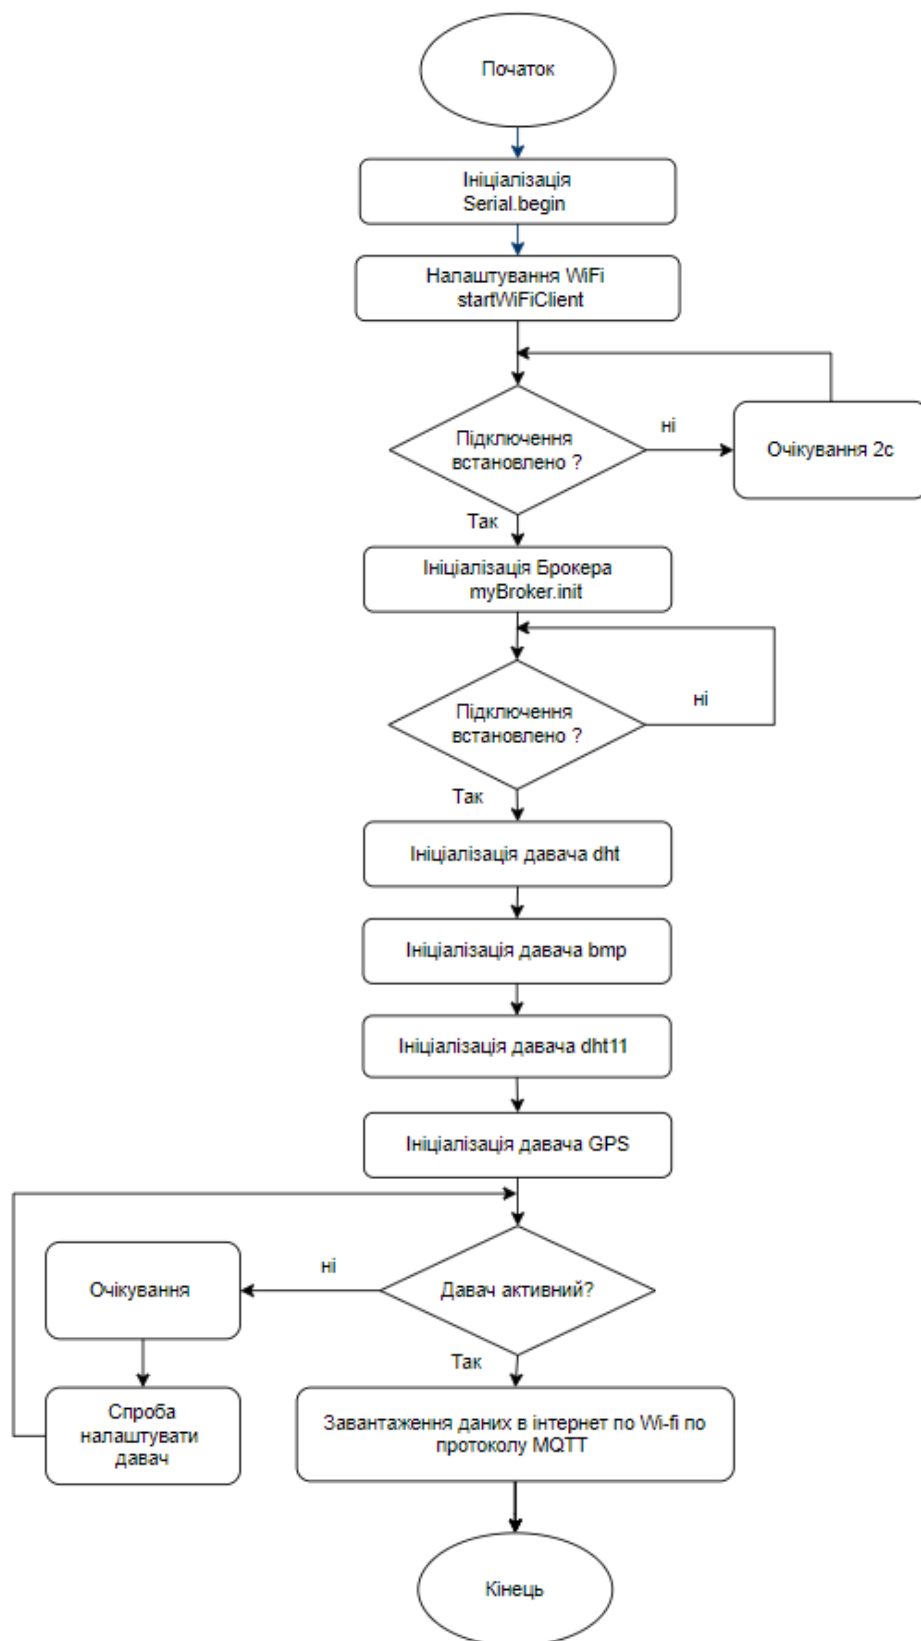 Початок
Ініціалізація
Serial.begin
Налаштування WiFi
startWiFiClient
Підключення
встановлено ?
ні
Очікування 2с
Так
Ініціалізація Брокера
myBroker.init
Підключення
встановлено ?
ні
Так
Ініціалізація давача dht
Ініціалізація давача bmp
Ініціалізація давача dht11
Ініціалізація давача GPS
Давач активний?
ні
Очікування
Спроба
налаштувати
давач
Так
Завантаження даних в інтернет по Wi-fi по
протоколу MQTT
Кінець